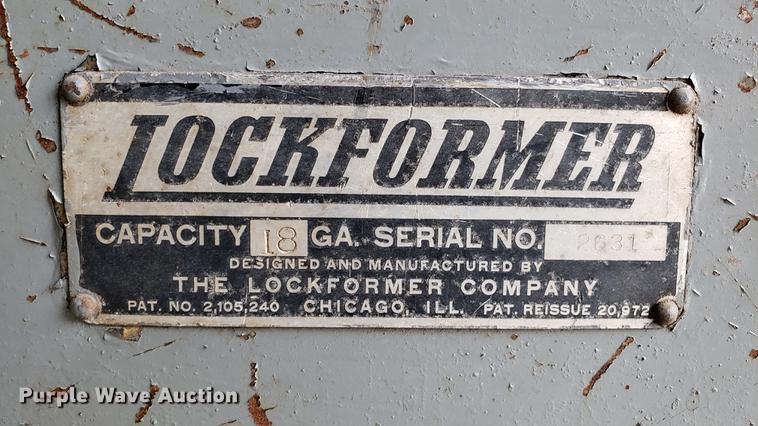 LOCKFORMER
CAPACITY 18 GA. SERIAL NO. 2631
DESIGNED AND MANUFACTURED BY
THE LOCKFORMER COMPANY
PAT. NO. 2,105,240 CHICAGO, ILL. PAT. REISSUE 20,972
Purple Wave Auction